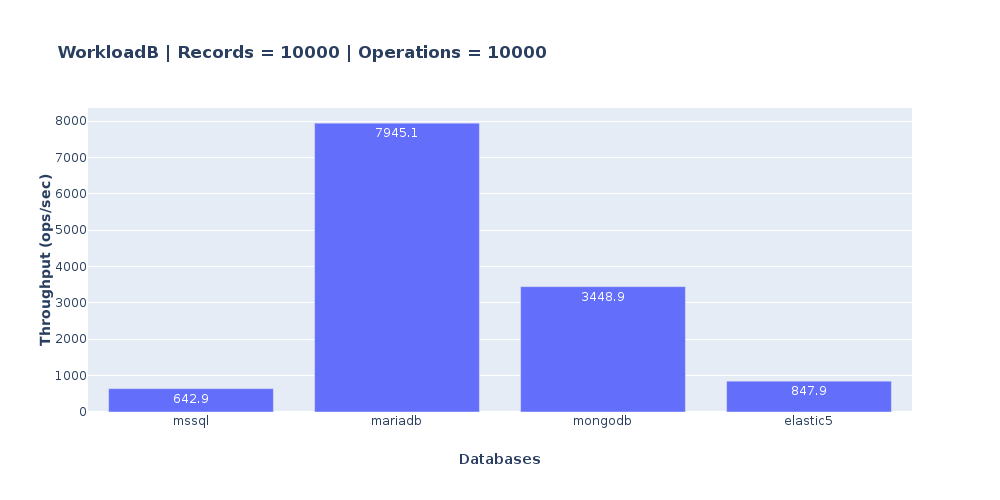 WorkloadB | Records = 10000 | Operations = 10000
Throughput (ops/sec)
8000
7000
6000
5000
4000
3000
2000
1000
0
642.9
7945.1
3448.9
847.9
mssql
mariadb
mongodb
elastic5
Databases